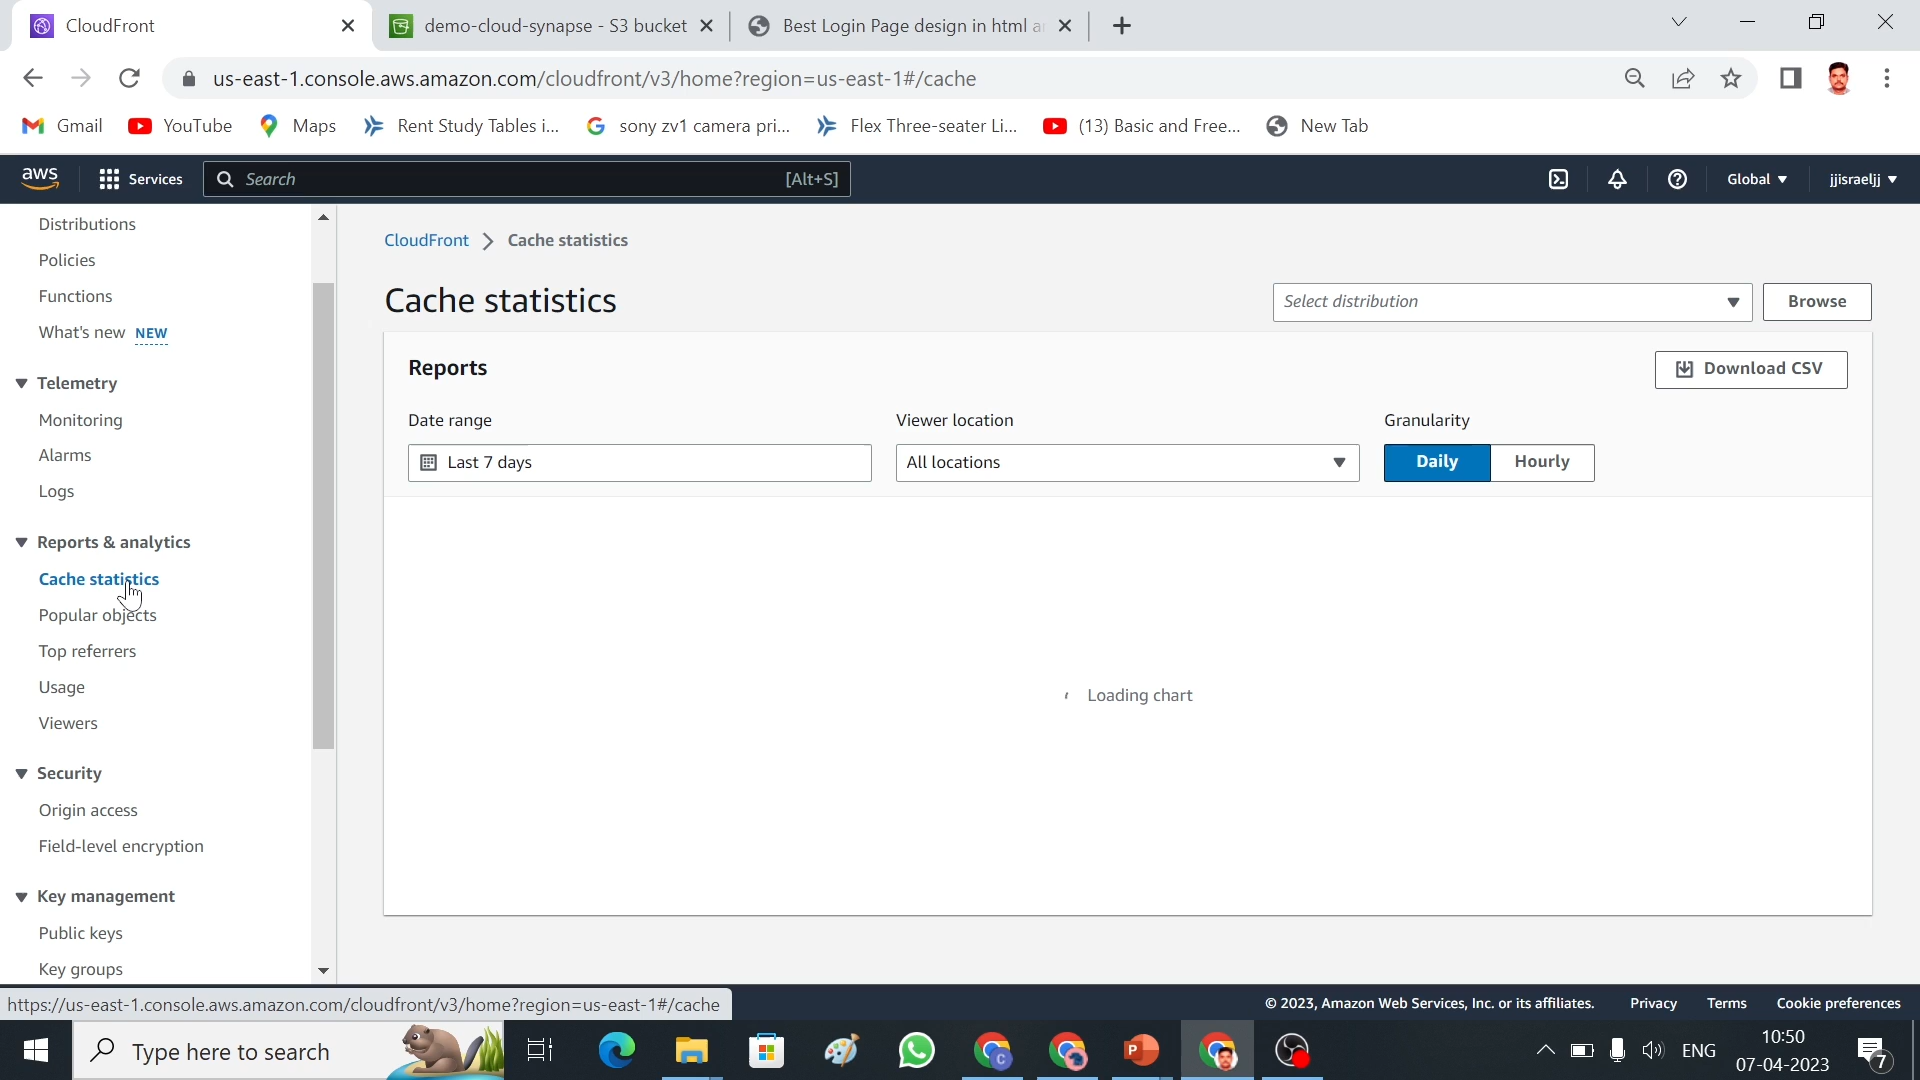 CloudFront
demo-cloud-synapse - S3 bucket
Best Login Page design in html a
us-east-1.console.aws.amazon.com/cloudfront/v3/home?region=us-east-1#/cache
Gmail
YouTube
Maps
Rent Study Tables i...
sony zv1 camera pri...
Flex Three-seater Li...
(13) Basic and Free...
New Tab
aws
Services
Search
[Alt+S]
Global
jjisraeljj
Distributions
Policies
Functions
What's new NEW
Telemetry
Monitoring
Alarms
Logs
Reports & analytics
Cache statistics
Popular objects
Top referrers
Usage
Viewers
Security
Origin access
Field-level encryption
Key management
Public keys
Key groups
CloudFront
Cache statistics
Cache statistics
Select distribution
Browse
Reports
Download CSV
Date range
Viewer location
Granularity
Last 7 days
All locations
Daily
Hourly
Loading chart
https://us-east-1.console.aws.amazon.com/cloudfront/v3/home?region=us-east-1#/cache
© 2023, Amazon Web Services, Inc. or its affiliates.
Privacy
Terms
Cookie preferences
Type here to search
C
P
ENG
10:50
07-04-2023
7